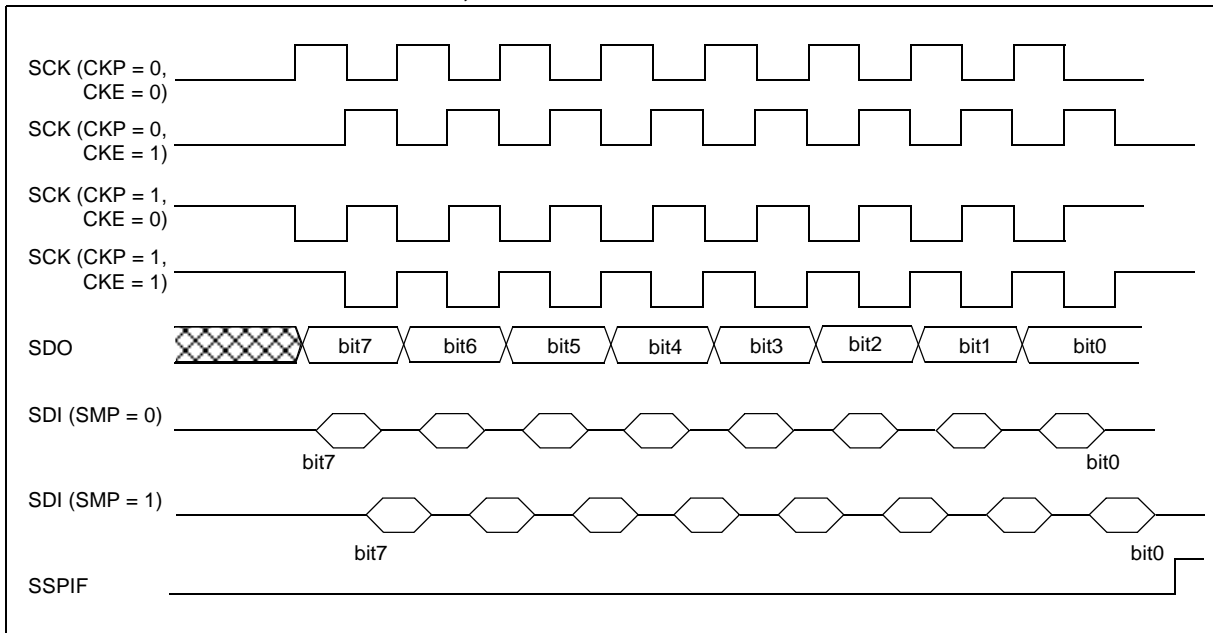 SCK (CKP = 0,
CKE = 0)
SCK (CKP = 0,
CKE = 1)
SCK (CKP = 1,
CKE = 0)
SCK (CKP = 1,
CKE = 1)
SDO bit7 bit6 bit5 bit4 bit3 bit2 bit1 bit0
SDI (SMP = 0)
bit7 bit0
SDI (SMP = 1)
bit7 bit0
SSPIF